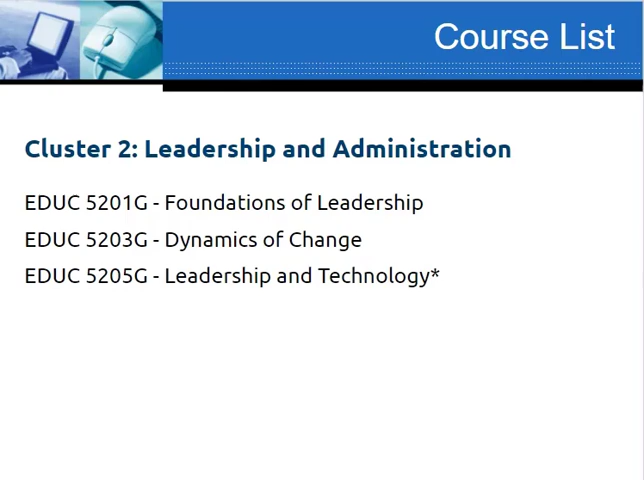 Course List
Cluster 2: Leadership and Administration
EDUC 5201G - Foundations of Leadership
EDUC 5203G - Dynamics of Change
EDUC 5205G - Leadership and Technology*